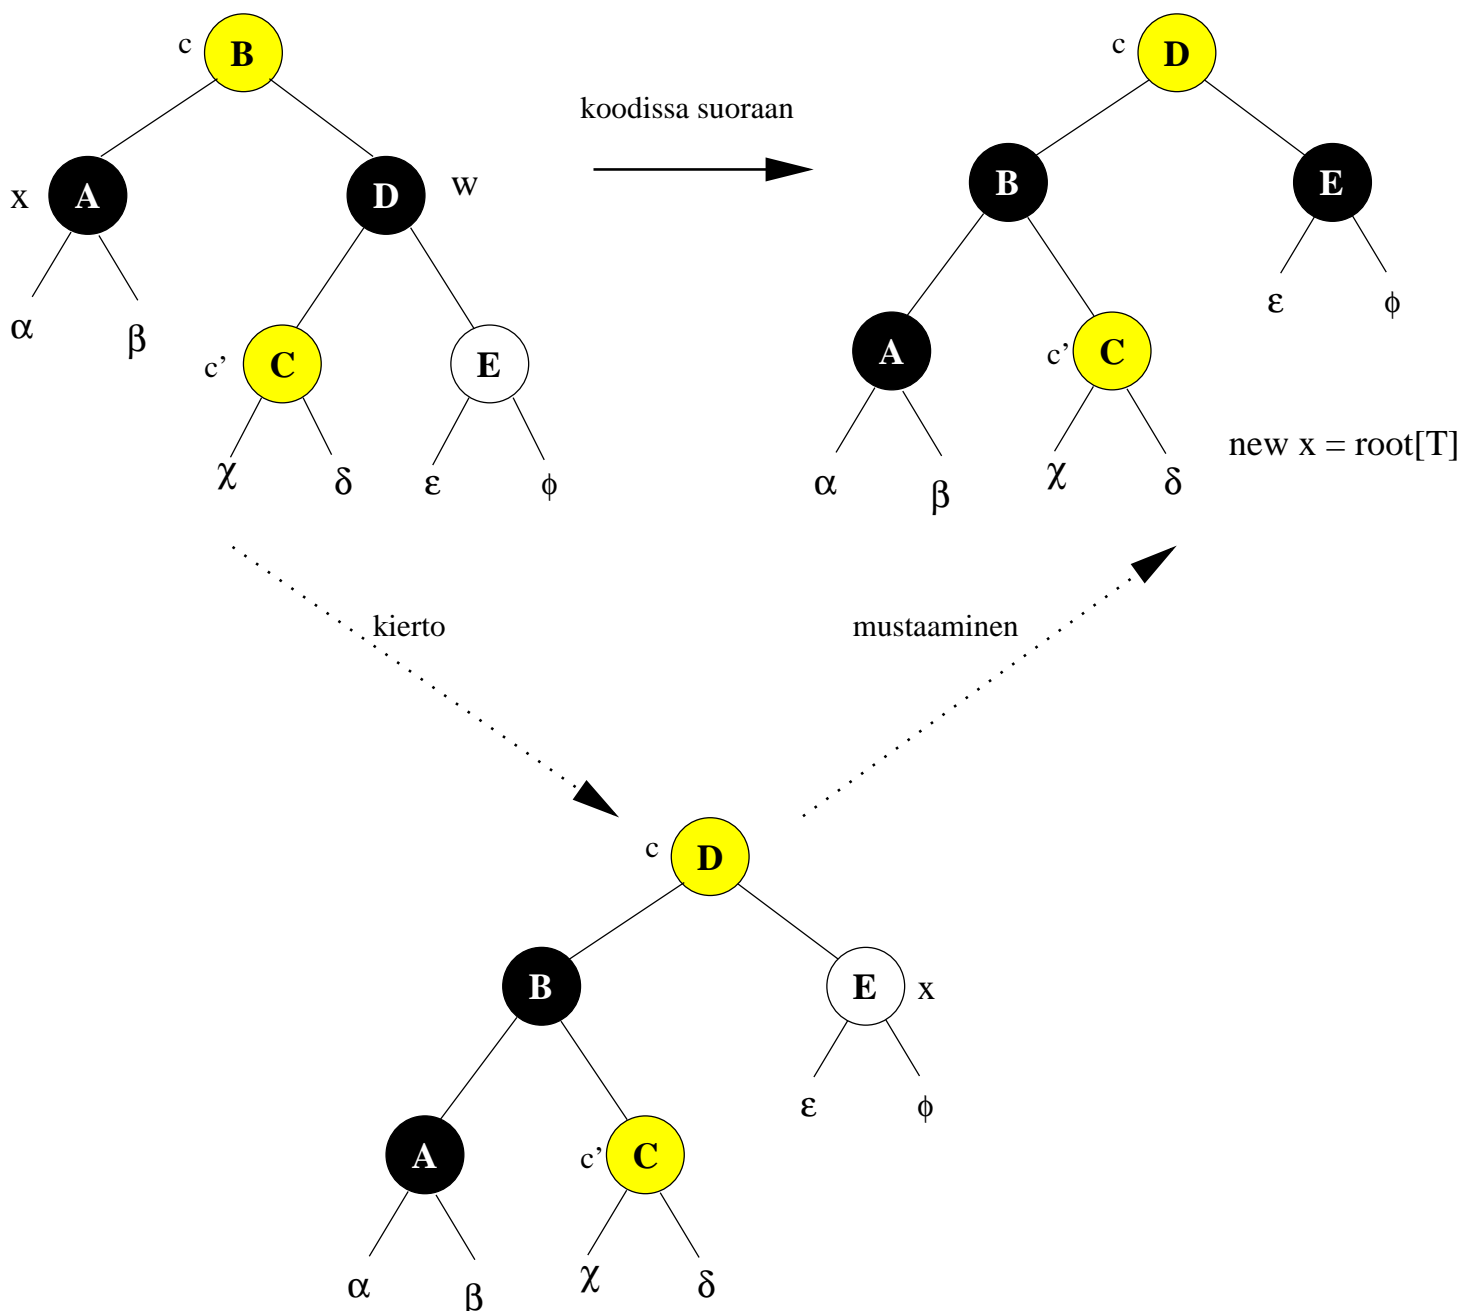 c B
c D
koodissa suoraan
x A
D w
B
E
α
β
c’ C
E
A
c’ C
ε
ϕ
χ
δ
ε
ϕ
α
β
χ
δ
new x = root[T]
kierto
mustaaminen
c D
B
E x
A
c’ C
ε
ϕ
α
β
χ
δ